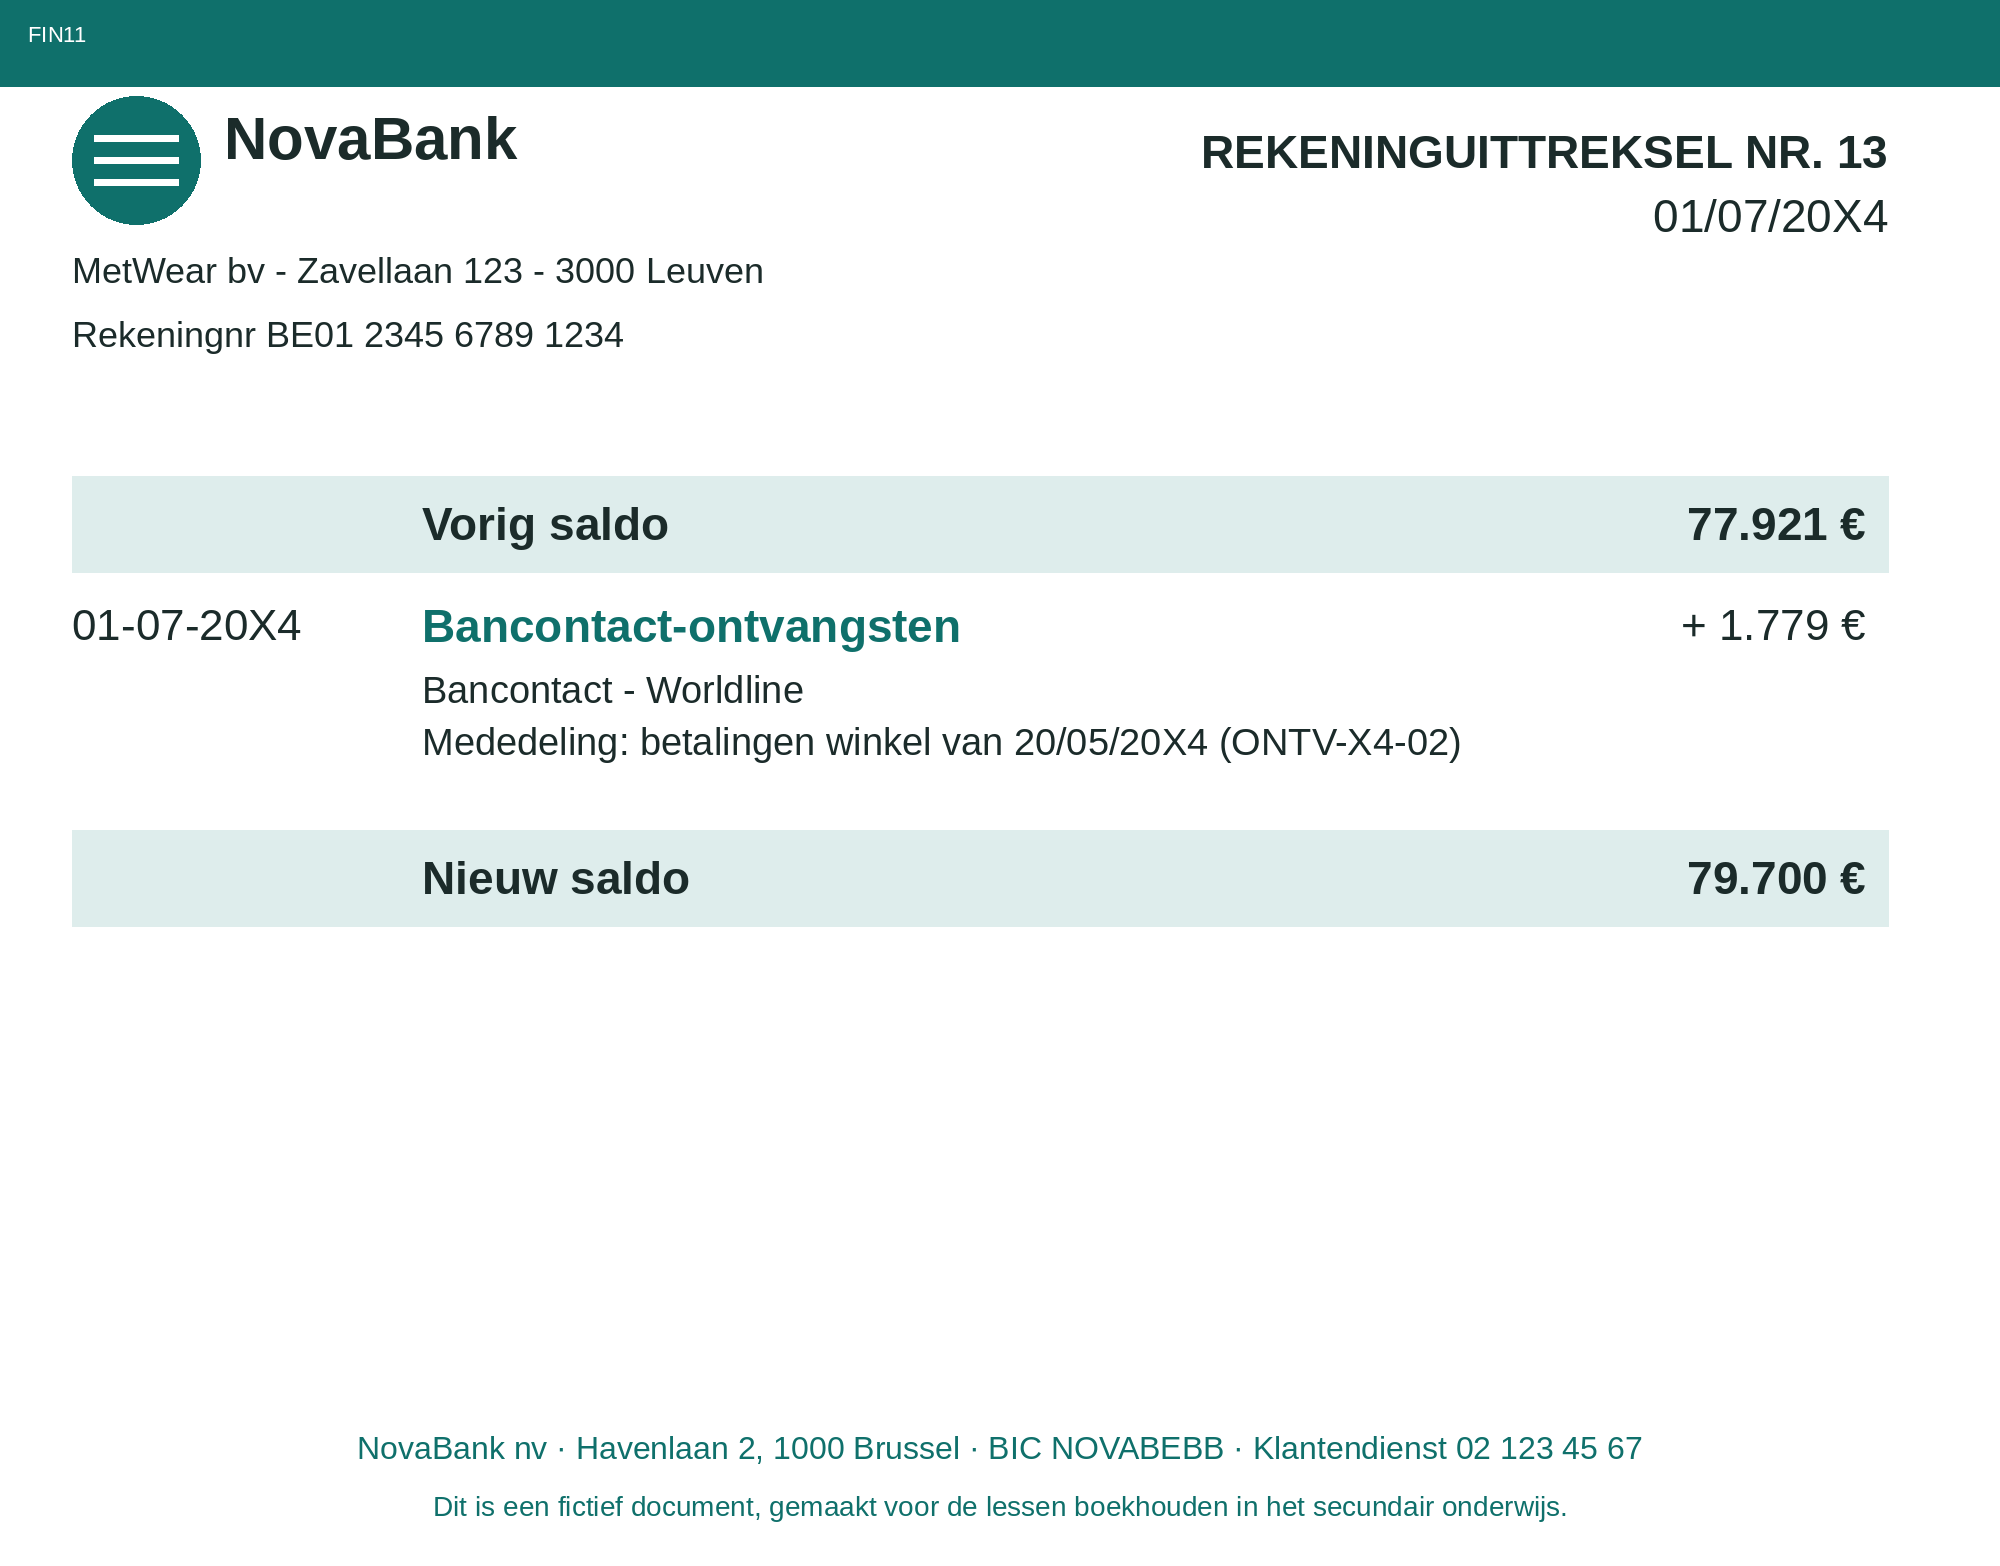 FIN11
NovaBank
REKENINGUITTREKSEL NR. 13
01/07/20X4
MetWear bv - Zavellaan 123 - 3000 Leuven
Rekeningnr BE01 2345 6789 1234
Vorig saldo 77.921 €
01-07-20X4 Bancontact-ontvangsten + 1.779 €
Bancontact - Worldline
Mededeling: betalingen winkel van 20/05/20X4 (ONTV-X4-02)
Nieuw saldo 79.700 €
NovaBank nv · Havenlaan 2, 1000 Brussel · BIC NOVABEBB · Klantendienst 02 123 45 67
Dit is een fictief document, gemaakt voor de lessen boekhouden in het secundair onderwijs.